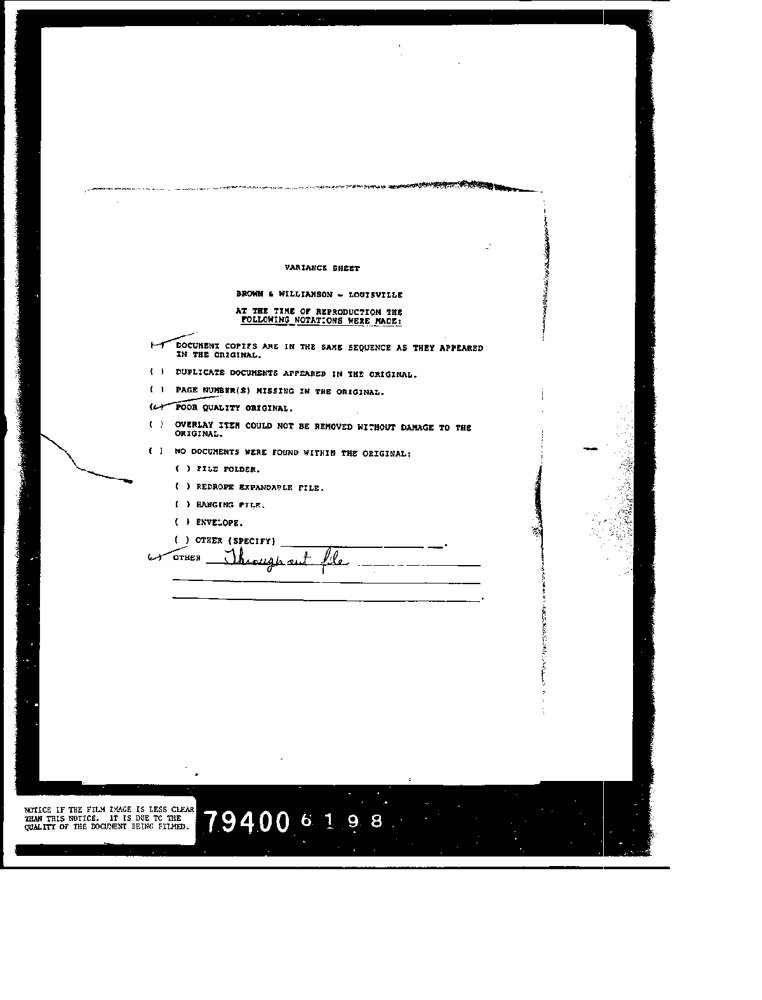 VARIANCE SHEET
BROWN & WILLIAMSON - LOUISVILLE
AT THE TIME OF REPRODUCTION THE
FOLLOWING NOTATIONS WERE MADE:
(✓) DOCUMENT COPIES ARE IN THE SAME SEQUENCE AS THEY APPEARED
IN THE ORIGINAL.
( ) DUPLICATE DOCUMENTS APPEARED IN THE ORIGINAL.
( ) PAGE NUMBER(S) MISSING IN THE ORIGINAL.
(✓) POOR QUALITY ORIGINAL.
( ) OVERLAY ITEM COULD NOT BE REMOVED WITHOUT DAMAGE TO THE
ORIGINAL.
( ) NO DOCUMENTS WERE FOUND WITHIN THE ORIGINAL:
( ) FILE FOLDER.
( ) REDROPE EXPANDABLE FILE.
( ) HANGING FILE.
( ) ENVELOPE.
( ) OTHER (SPECIFY) .
(✓) OTHER Throughout file
NOTICE IF THE FILM IMAGE IS LESS CLEAR
THAN THIS NOTICE. IT IS DUE TO THE
QUALITY OF THE DOCUMENT BEING FILMED.
79400 6198